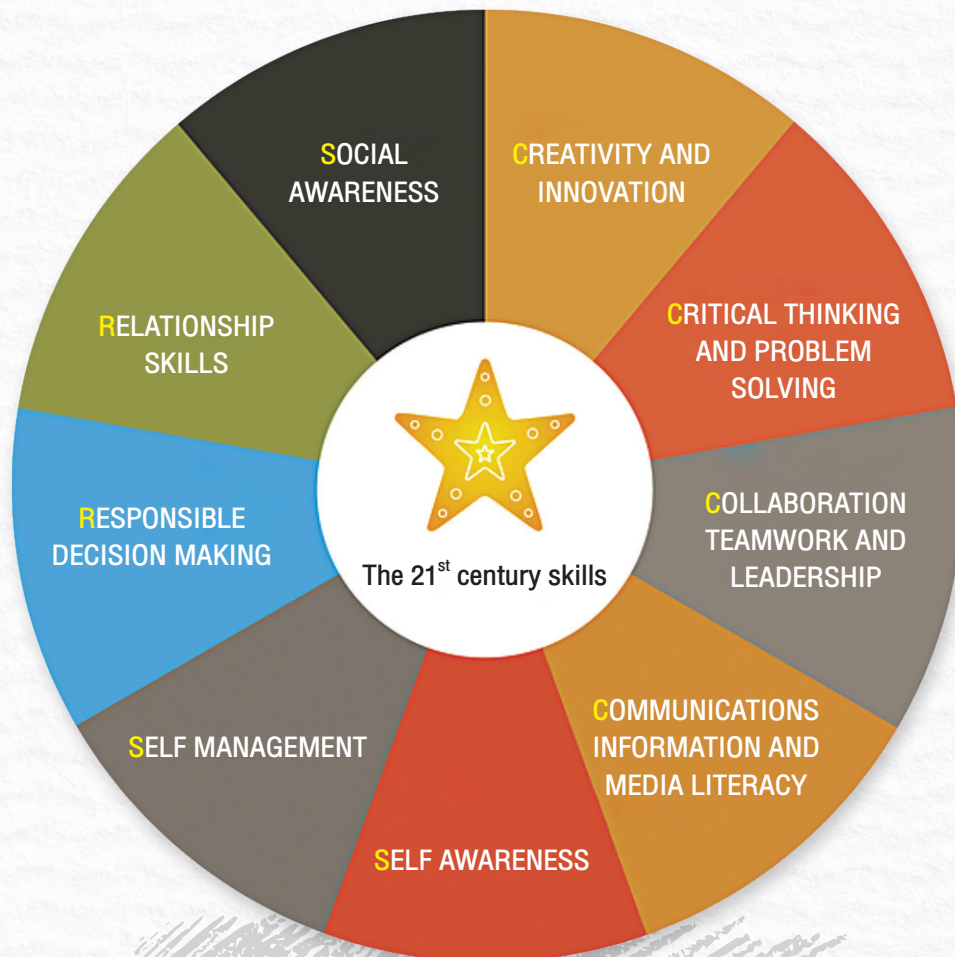 SOCIAL
AWARENESS
CREATIVITY AND
INNOVATION
CRITICAL THINKING
AND PROBLEM
SOLVING
COLLABORATION
TEAMWORK AND
LEADERSHIP
COMMUNICATIONS
INFORMATION AND
MEDIA LITERACY
SELF AWARENESS
SELF MANAGEMENT
RESPONSIBLE
DECISION MAKING
RELATIONSHIP
SKILLS
The 21st century skills